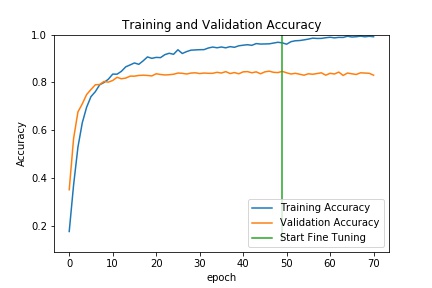 Training and Validation Accuracy
1.0
0.8
0.6
0.4
0.2
Accuracy
0 10 20 30 40 50 60 70
epoch
Training Accuracy
Validation Accuracy
Start Fine Tuning